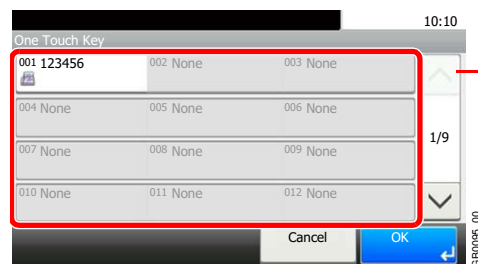 10:10
One Touch Key
001 123456 002 None 003 None
004 None 005 None 006 None
1/9
007 None 008 None 009 None
010 None 011 None 012 None
Cancel OK